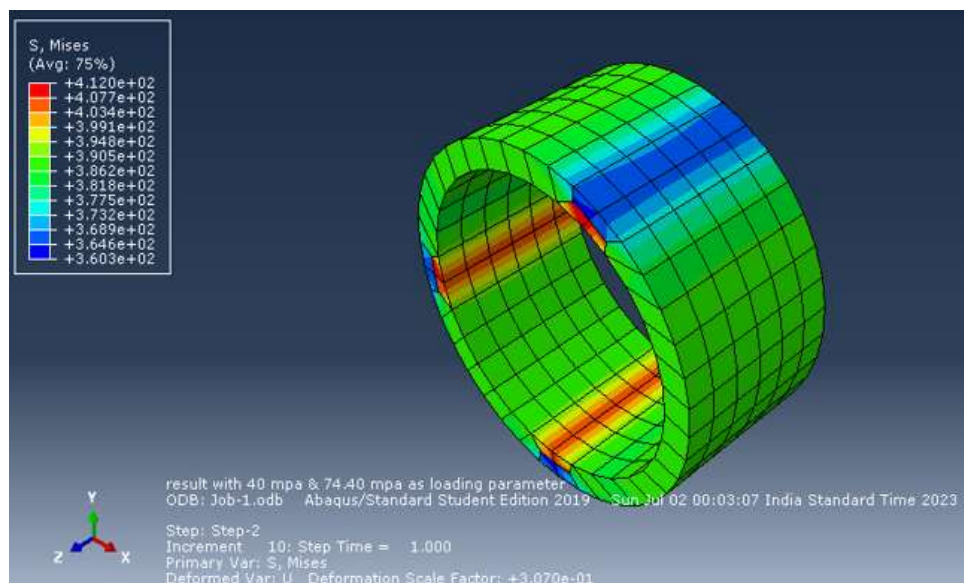 S, Mises
(Avg: 75%)
+4.120e+02
+4.077e+02
+4.034e+02
+3.991e+02
+3.948e+02
+3.905e+02
+3.862e+02
+3.818e+02
+3.775e+02
+3.732e+02
+3.689e+02
+3.646e+02
+3.603e+02
result with 40 mpa & 74.40 mpa as loading parameter
ODB: Job-1.odb Abaqus/Standard Student Edition 2019 Sun Jul 02 00:03:07 India Standard Time 2023
Y
Z
X
Step: Step-2
Increment 10: Step Time = 1.000
Primary Var: S, Mises
Deformed Var: U Deformation Scale Factor: +3.070e-01